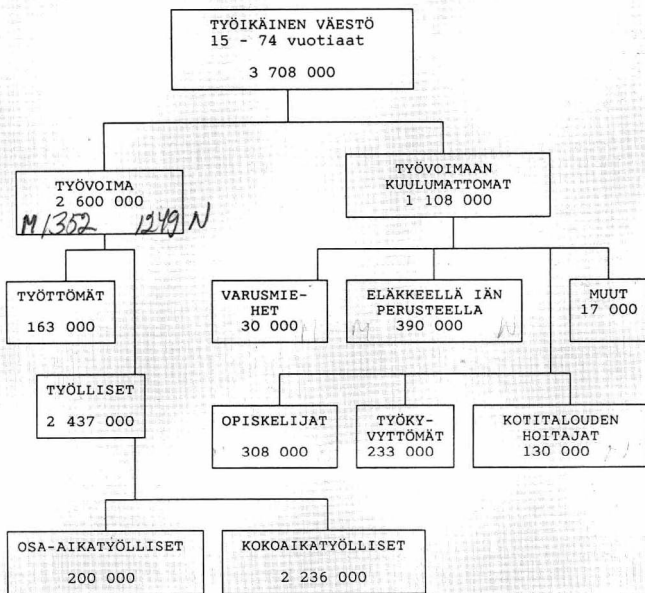 TYÖIKÄINEN VÄESTÖ
15 - 74 vuotiaat
3 708 000
TYÖVOIMA
2 600 000
M 1352 1249 N
TYÖVOIMAAN
KUULUMATTOMAT
1 108 000
TYÖTTÖMÄT
163 000
VARUSMIE-
HET
30 000
ELÄKKEELLÄ IÄN
PERUSTEELLA
390 000
M N
MUUT
17 000
TYÖLLISET
2 437 000
OPISKELIJAT
308 000
TYÖKY-
VYTTÖMÄT
233 000
KOTITALOUDEN
HOITAJAT
130 000
OSA-AIKATYÖLLISET
200 000
KOKOAIKATYÖLLISET
2 236 000